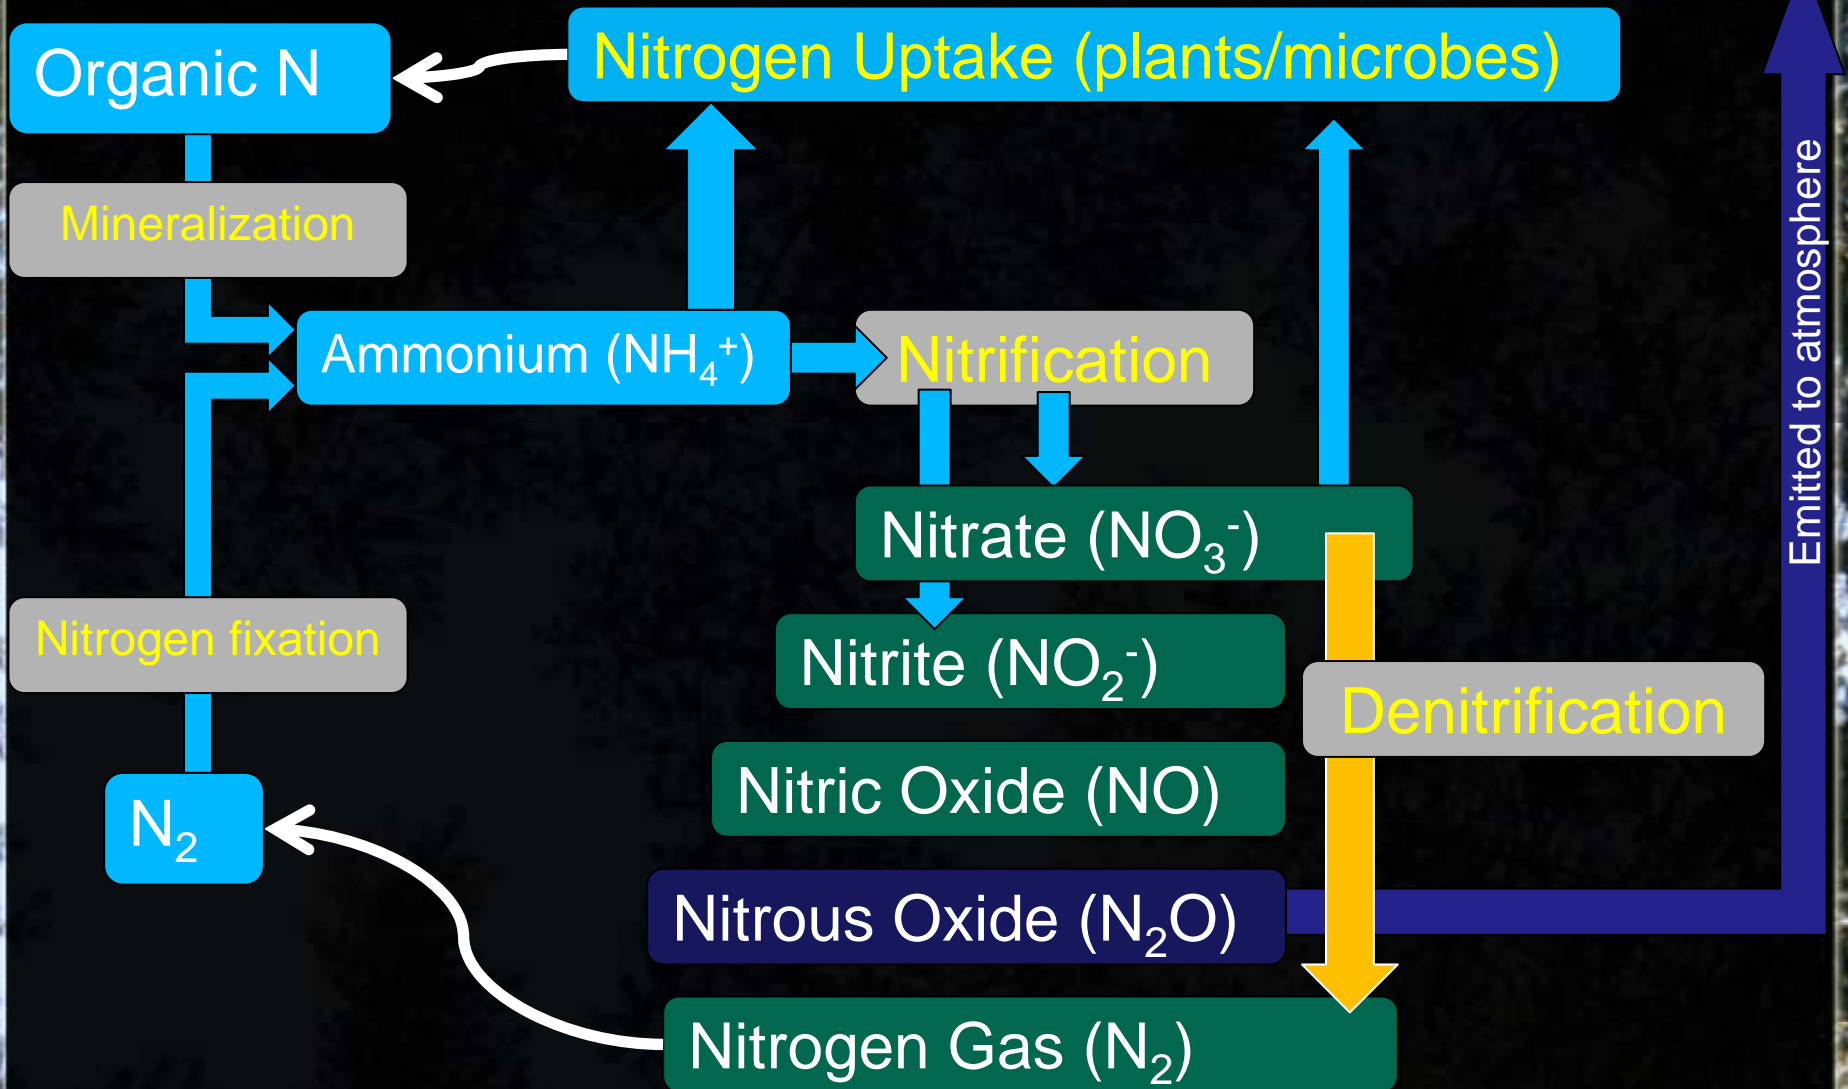 Organic N
Nitrogen Uptake (plants/microbes)
Mineralization
Ammonium (NH₄⁺)
Nitrification
Nitrate (NO₃⁻)
Nitrogen fixation
Nitrite (NO₂⁻)
Denitrification
N₂
Nitric Oxide (NO)
Nitrous Oxide (N₂O)
Nitrogen Gas (N₂)
Emitted to atmosphere